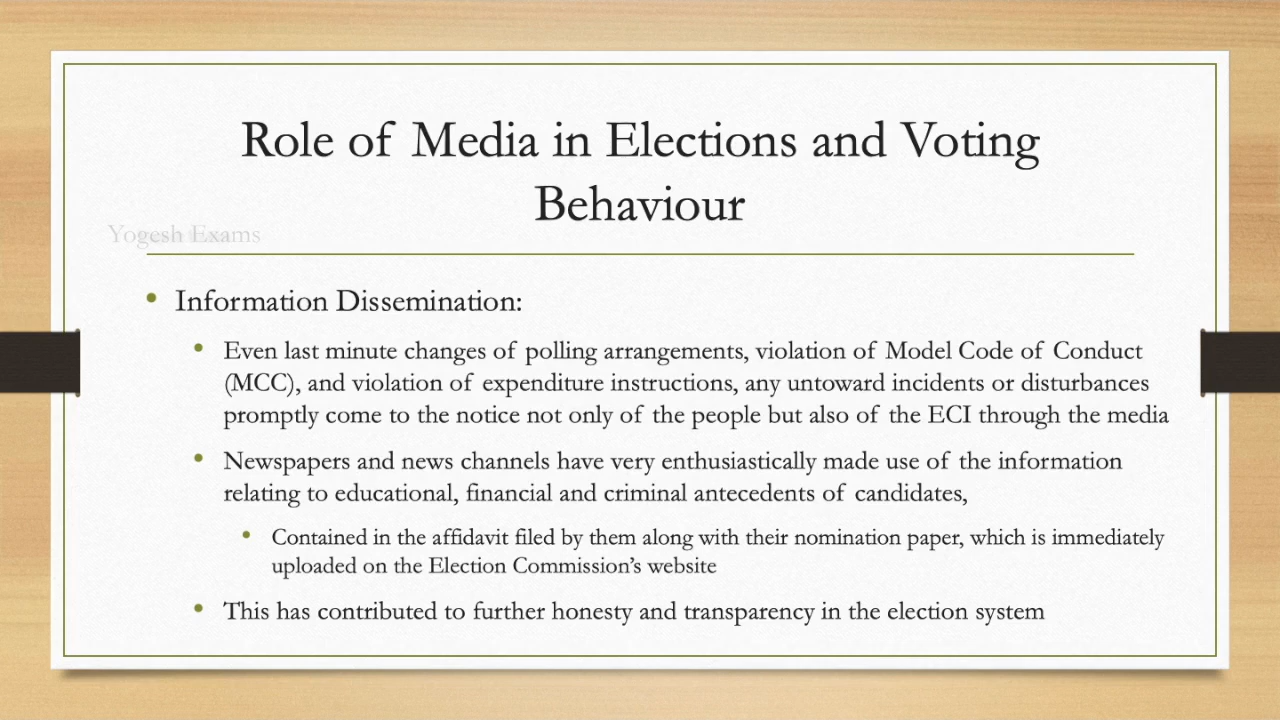 Role of Media in Elections and Voting
Behaviour
Yogesh Exams
• Information Dissemination:
• Even last minute changes of polling arrangements, violation of Model Code of Conduct
(MCC), and violation of expenditure instructions, any untoward incidents or disturbances
promptly come to the notice not only of the people but also of the ECI through the media
• Newspapers and news channels have very enthusiastically made use of the information
relating to educational, financial and criminal antecedents of candidates,
• Contained in the affidavit filed by them along with their nomination paper, which is immediately
uploaded on the Election Commission’s website
• This has contributed to further honesty and transparency in the election system